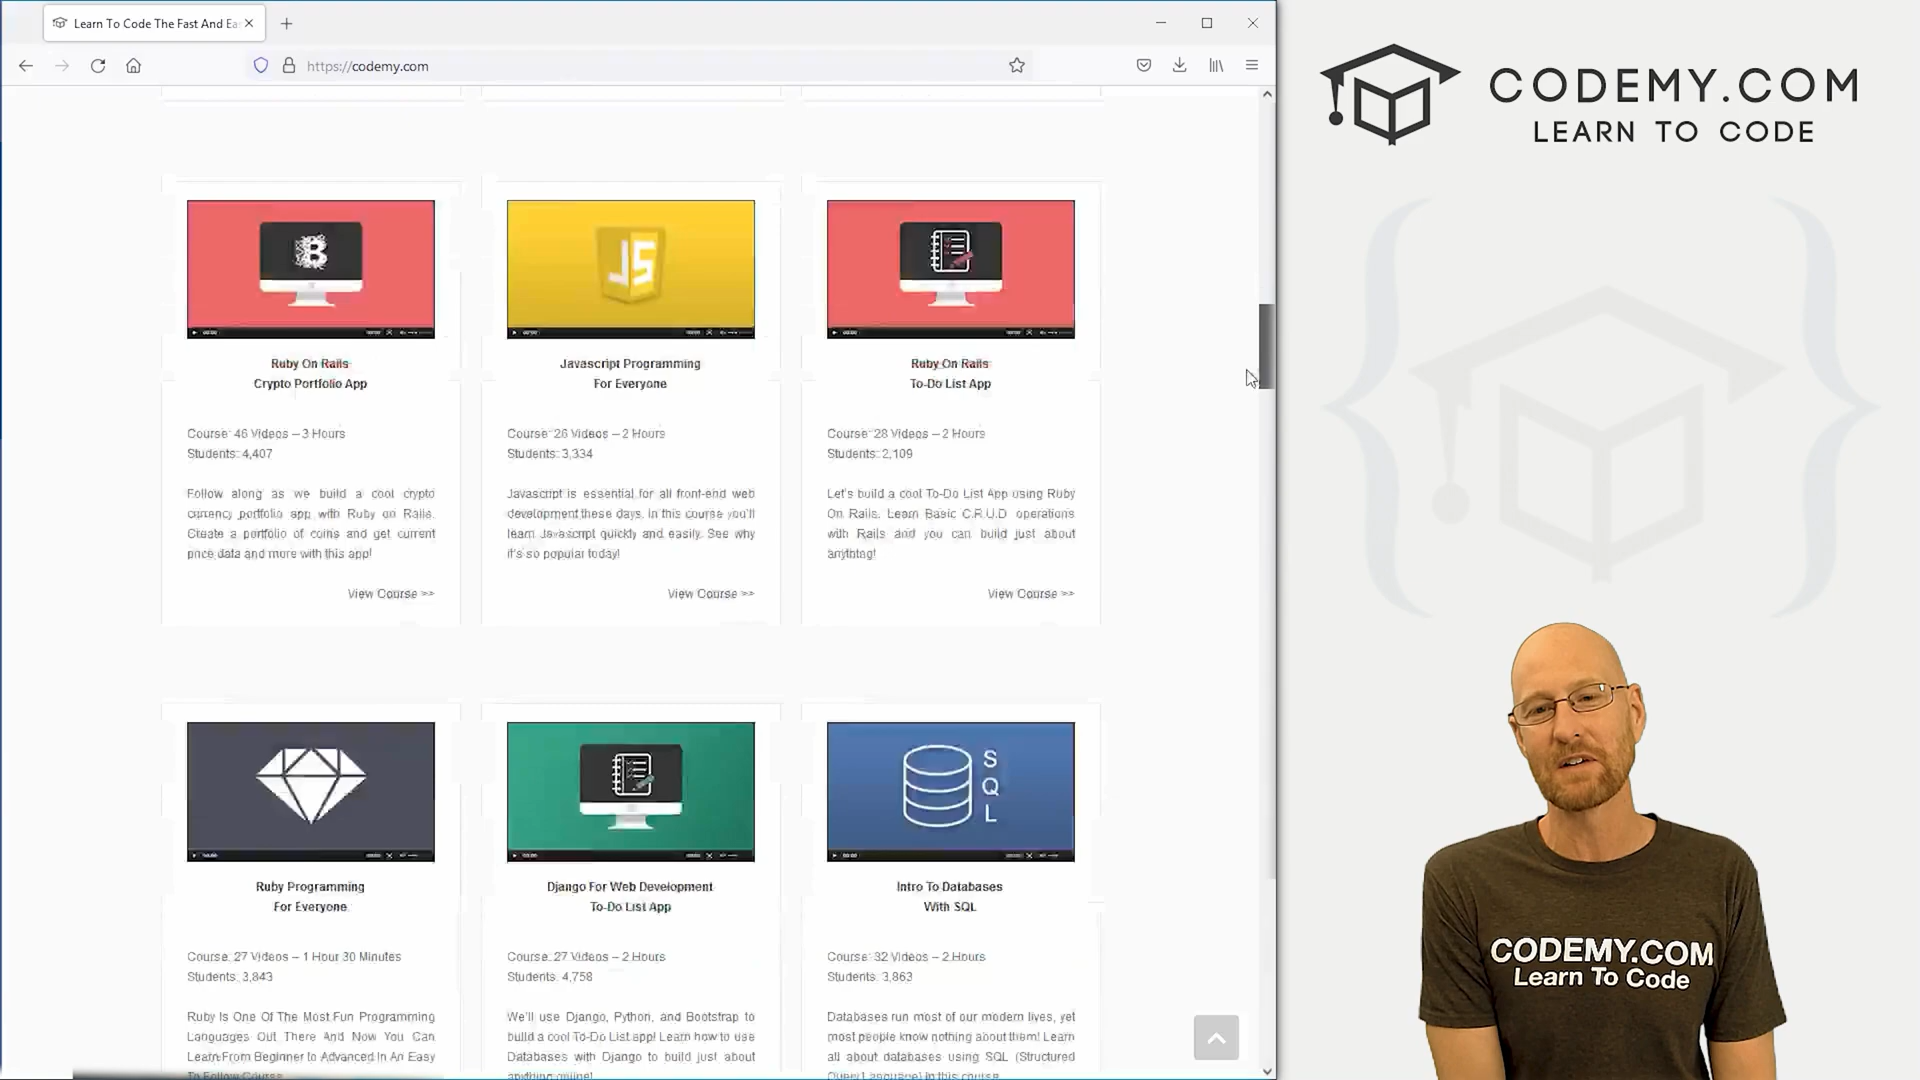 Learn To Code The Fast And Ea
https://codemy.com
CODEMY.COM
LEARN TO CODE
B
JS
Ruby On Rails
Crypto Portfolio App
Javascript Programming
For Everyone
Ruby On Rails
To-Do List App
Course: 46 Videos – 3 Hours
Students: 4,407
Course: 26 Videos – 2 Hours
Students: 3,334
Course: 28 Videos – 2 Hours
Students: 2,109
Follow along as we build a cool crypto
currency portfolio app with Ruby on Rails.
Create a portfolio of coins and get current
price data and more with this app!
Javascript is essential for all front-end web
development these days. In this course you'll
learn Javascript quickly and easily. See why
it's so popular today!
Let's build a cool To-Do List App using Ruby
On Rails. Learn Basic C.R.U.D operations
with Rails and you can build just about
anything!
View Course >>
View Course >>
View Course >>
S
Q
L
Ruby Programming
For Everyone
Django For Web Development
To-Do List App
Intro To Databases
With SQL
Course: 27 Videos – 1 Hour 30 Minutes
Students: 3,843
Course: 27 Videos – 2 Hours
Students: 4,758
Course: 32 Videos – 2 Hours
Students: 3,863
Ruby Is One Of The Most Fun Programming
Languages Out There And Now You Can
Learn From Beginner to Advanced In An Easy
To Follow Course
We'll use Django, Python, and Bootstrap to
build a cool To-Do List app! Learn how to use
Databases with Django to build just about
anything online!
Databases run most of our modern lives, yet
most people know nothing about them! Learn
all about databases using SQL (Structured
Query Language) in this course
CODEMY.COM
Learn To Code